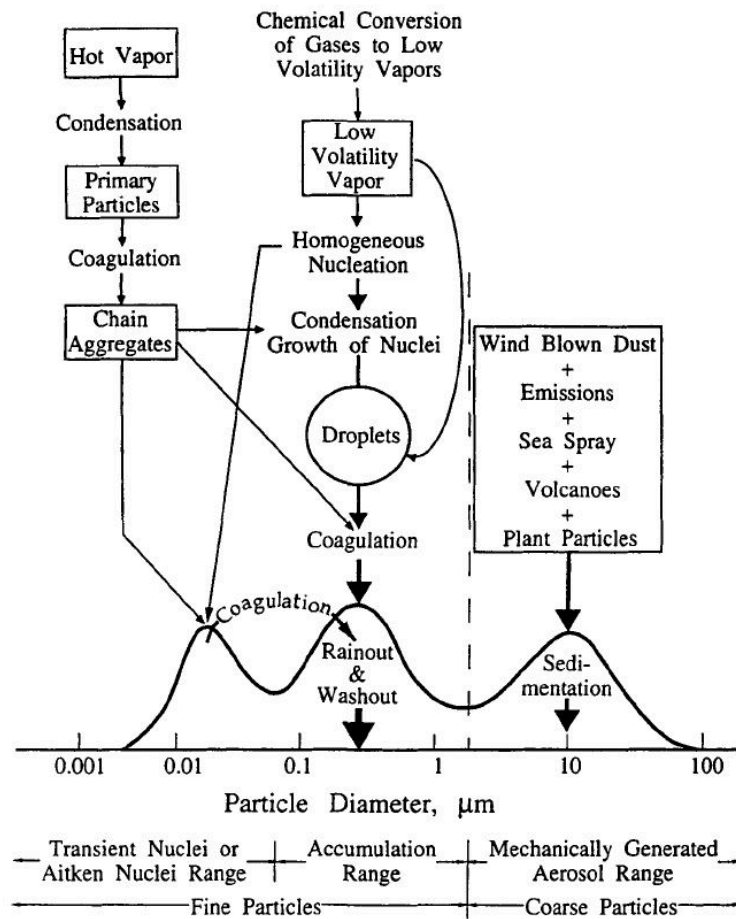 Hot Vapor
Condensation
Primary
Particles
Coagulation
Chain
Aggregates
Chemical Conversion
of Gases to Low
Volatility Vapors
Low
Volatility
Vapor
Homogeneous
Nucleation
Condensation
Growth of Nuclei
Droplets
Coagulation
Wind Blown Dust
+
Emissions
+
Sea Spray
+
Volcanoes
+
Plant Particles
Coagulation
Rainout
&
Washout
Sedi-
mentation
0.001 0.01 0.1 1 10 100
Particle Diameter, μm
Transient Nuclei or
Aitken Nuclei Range
Accumulation
Range
Mechanically Generated
Aerosol Range
Fine Particles
Coarse Particles